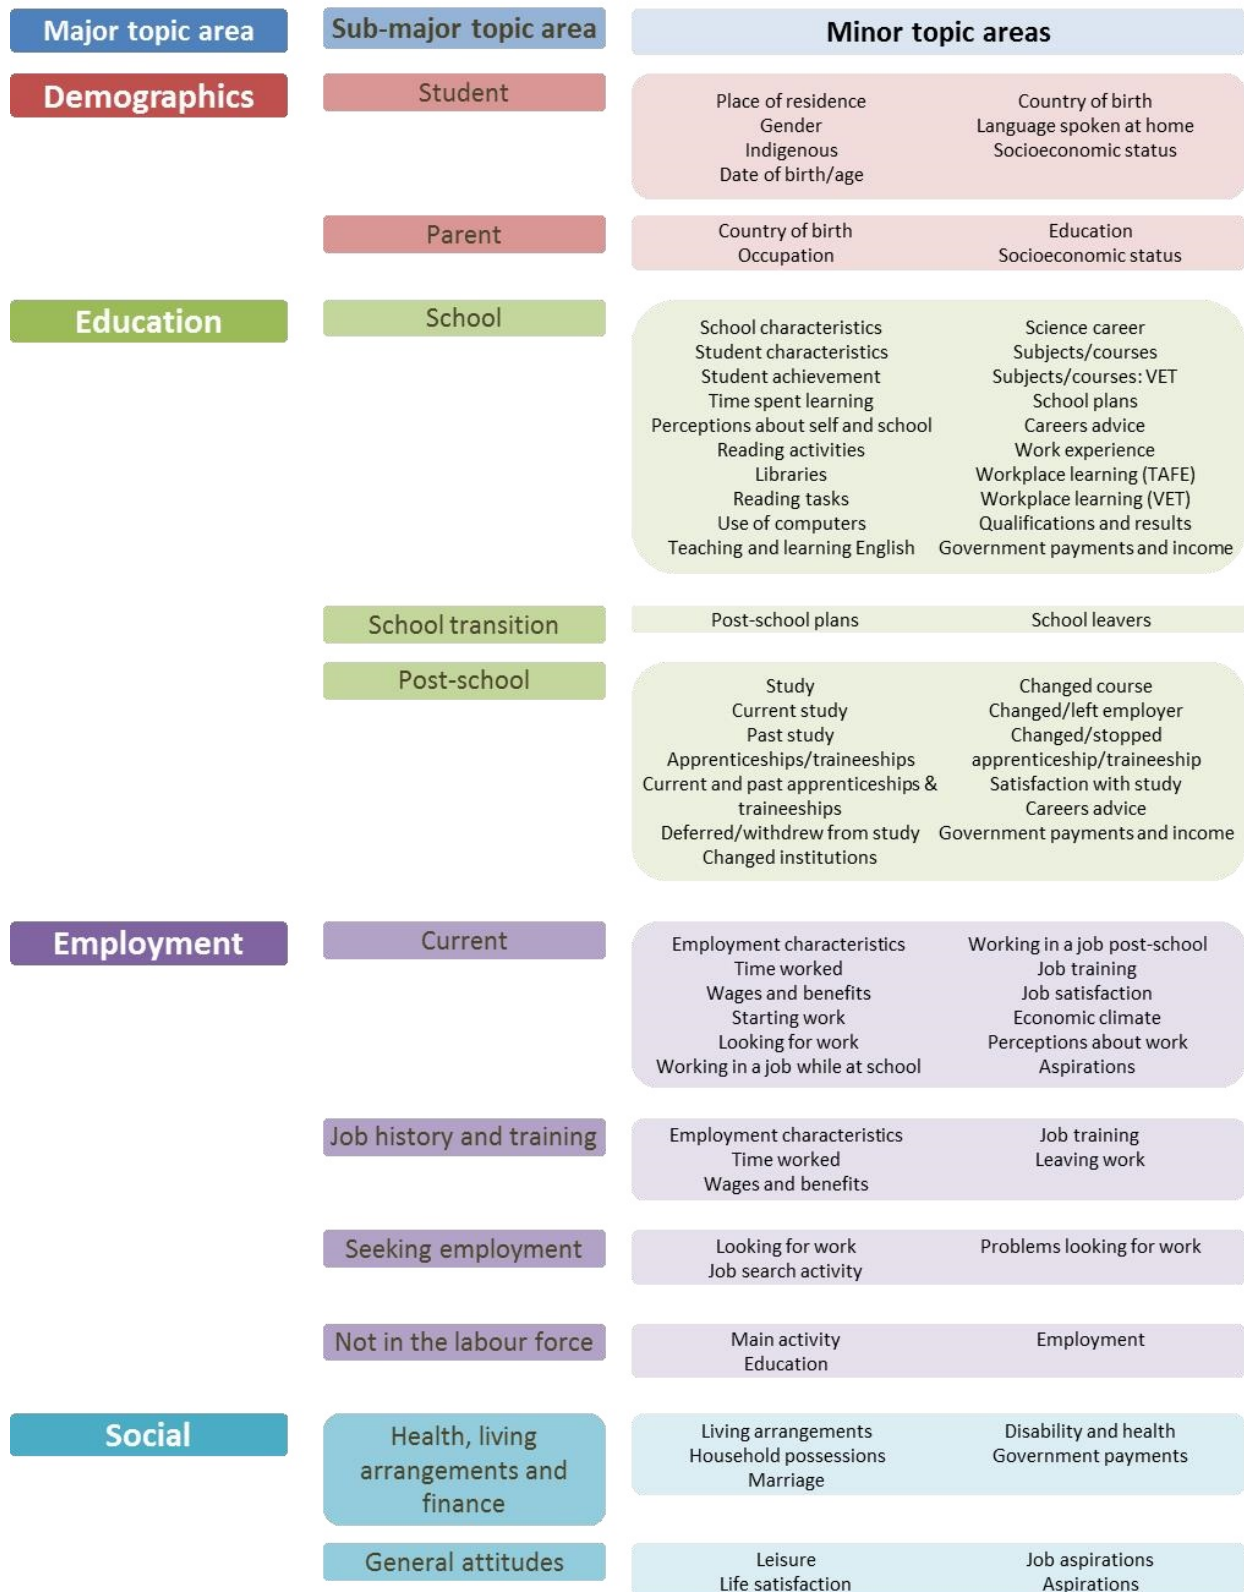 Major topic area
Sub-major topic area
Minor topic areas
Demographics
Student
Place of residence
Gender
Indigenous
Date of birth/age
Country of birth
Language spoken at home
Socioeconomic status
Parent
Country of birth
Occupation
Education
Socioeconomic status
Education
School
School characteristics
Student characteristics
Student achievement
Time spent learning
Perceptions about self and school
Reading activities
Libraries
Reading tasks
Use of computers
Teaching and learning English
Science career
Subjects/courses
Subjects/courses: VET
School plans
Careers advice
Work experience
Workplace learning (TAFE)
Workplace learning (VET)
Qualifications and results
Government payments and income
School transition
Post-school plans
School leavers
Post-school
Study
Current study
Past study
Apprenticeships/traineeships
Current and past apprenticeships &
traineeships
Deferred/withdrew from study
Changed institutions
Changed course
Changed/left employer
Changed/stopped
apprenticeship/traineeship
Satisfaction with study
Careers advice
Government payments and income
Employment
Current
Employment characteristics
Time worked
Wages and benefits
Starting work
Looking for work
Working in a job while at school
Working in a job post-school
Job training
Job satisfaction
Economic climate
Perceptions about work
Aspirations
Job history and training
Employment characteristics
Time worked
Wages and benefits
Job training
Leaving work
Seeking employment
Looking for work
Job search activity
Problems looking for work
Not in the labour force
Main activity
Education
Employment
Social
Health, living
arrangements and
finance
Living arrangements
Household possessions
Marriage
Disability and health
Government payments
General attitudes
Leisure
Life satisfaction
Job aspirations
Aspirations